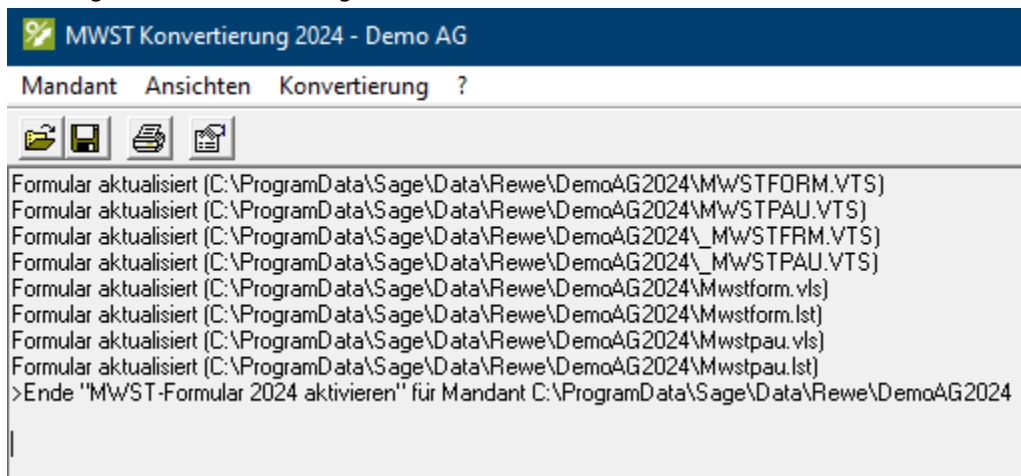 MWST Konvertierung 2024 - Demo AG
Mandant Ansichten Konvertierung ?
Formular aktualisiert (C:\ProgramData\Sage\Data\Rewe\DemoAG2024\MWSTFORM.VTS)
Formular aktualisiert (C:\ProgramData\Sage\Data\Rewe\DemoAG2024\MWSTPAU.VTS)
Formular aktualisiert (C:\ProgramData\Sage\Data\Rewe\DemoAG2024\_MWSTFRM.VTS)
Formular aktualisiert (C:\ProgramData\Sage\Data\Rewe\DemoAG2024\_MWSTPAU.VTS)
Formular aktualisiert (C:\ProgramData\Sage\Data\Rewe\DemoAG2024\Mwstform.vls)
Formular aktualisiert (C:\ProgramData\Sage\Data\Rewe\DemoAG2024\Mwstform.lst)
Formular aktualisiert (C:\ProgramData\Sage\Data\Rewe\DemoAG2024\Mwstpau.vls)
Formular aktualisiert (C:\ProgramData\Sage\Data\Rewe\DemoAG2024\Mwstpau.lst)
>Ende "MWST-Formular 2024 aktivieren" für Mandant C:\ProgramData\Sage\Data\Rewe\DemoAG2024